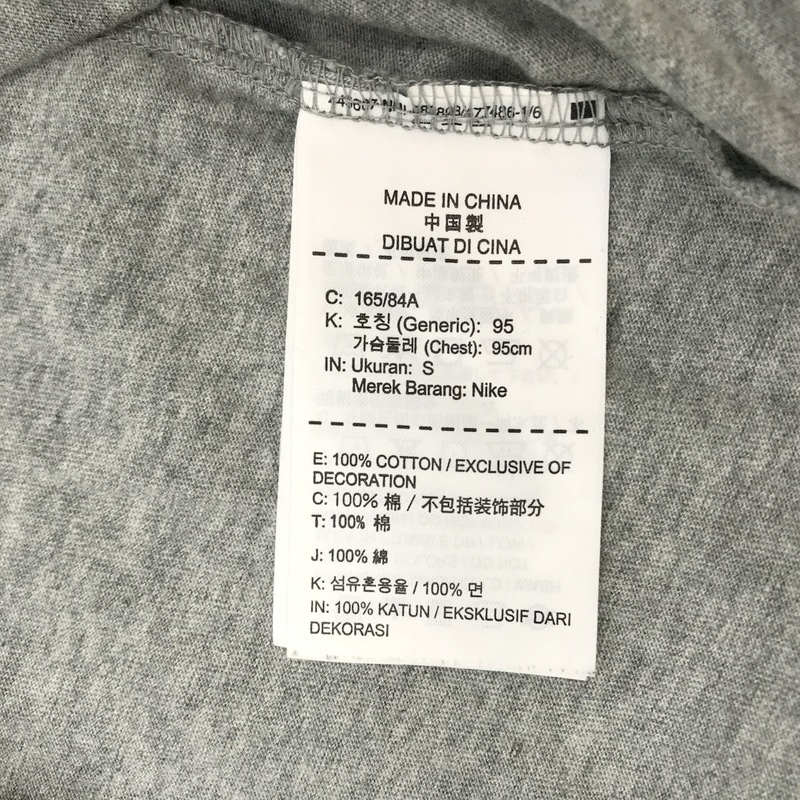 MADE IN CHINA
中国製
DIBUAT DI CINA
C: 165/84A
K: 호칭 (Generic): 95
가슴둘레 (Chest): 95cm
IN: Ukuran: S
Merek Barang: Nike
E: 100% COTTON / EXCLUSIVE OF
DECORATION
C: 100% 棉 / 不包括装饰部分
T: 100% 棉
J: 100% 綿
K: 섬유혼용율 / 100% 면
IN: 100% KATUN / EKSKLUSIF DARI
DEKORASI